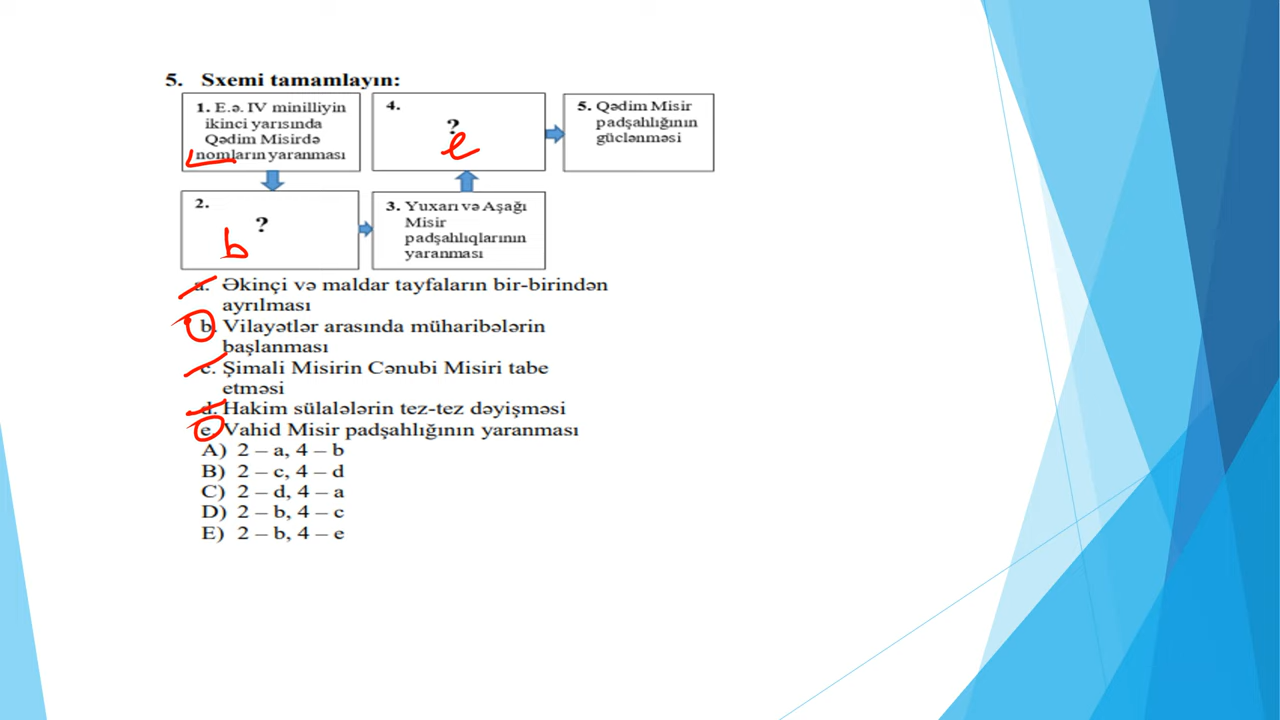 5. Sxemi tamamlayın:
1. E.ə. IV minilliyin
ikinci yarısında
Qədim Misirdə
nomların yaranması
4.
?
e
5. Qədim Misir
padşahlığının
güclənməsi
2.
?
b
3. Yuxarı və Aşağı
Misir
padşahlıqlarının
yaranması
a. Əkinçi və maldar tayfaların bir-birindən
ayrılması
b. Vilayətlər arasında müharibələrin
başlanması
c. Şimali Misirin Cənubi Misiri tabe
etməsi
d. Hakim sülalələrin tez-tez dəyişməsi
e. Vahid Misir padşahlığının yaranması
A) 2 – a, 4 – b
B) 2 – c, 4 – d
C) 2 – d, 4 – a
D) 2 – b, 4 – c
E) 2 – b, 4 – e